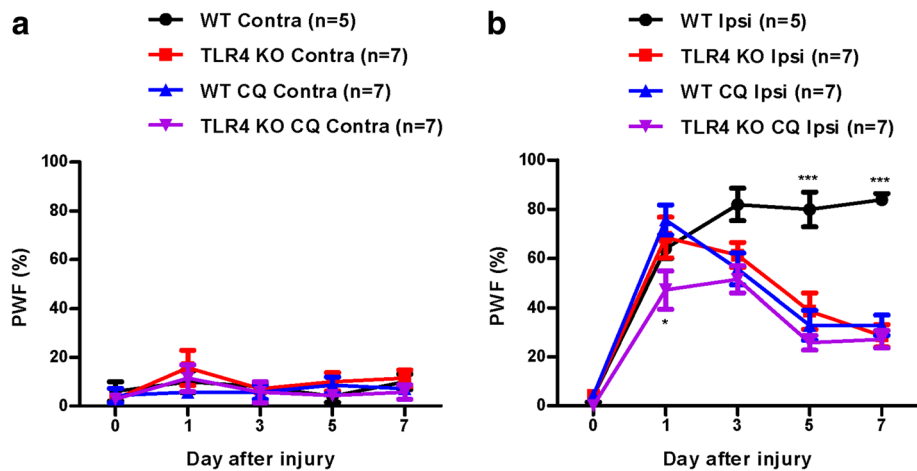 a
WT Contra (n=5)
TLR4 KO Contra (n=7)
WT CQ Contra (n=7)
TLR4 KO CQ Contra (n=7)
100
80
60
40
20
0
PWF (%)
0 1 3 5 7
Day after injury
b
WT Ipsi (n=5)
TLR4 KO Ipsi (n=7)
WT CQ Ipsi (n=7)
TLR4 KO CQ Ipsi (n=7)
100
80
60
40
20
0
PWF (%)
*** ***
*
0 1 3 5 7
Day after injury